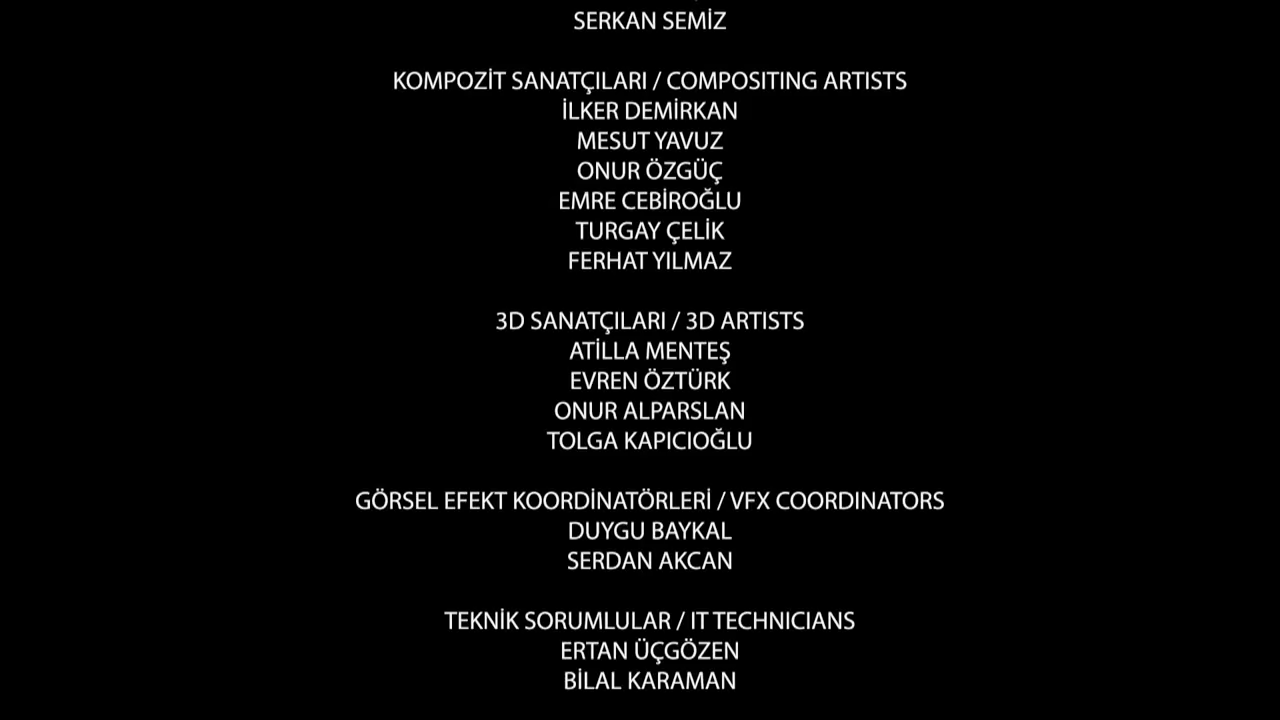 SERKAN SEMİZ
KOMPOZİT SANATÇILARI / COMPOSITING ARTISTS
İLKER DEMİRKAN
MESUT YAVUZ
ONUR ÖZGÜÇ
EMRE CEBİROĞLU
TURGAY ÇELİK
FERHAT YILMAZ
3D SANATÇILARI / 3D ARTISTS
ATİLLA MENTEŞ
EVREN ÖZTÜRK
ONUR ALPARSLAN
TOLGA KAPICIOĞLU
GÖRSEL EFEKT KOORDİNATÖRLERİ / VFX COORDINATORS
DUYGU BAYKAL
SERDAN AKCAN
TEKNİK SORUMLULAR / IT TECHNICIANS
ERTAN ÜÇGÖZEN
BİLAL KARAMAN